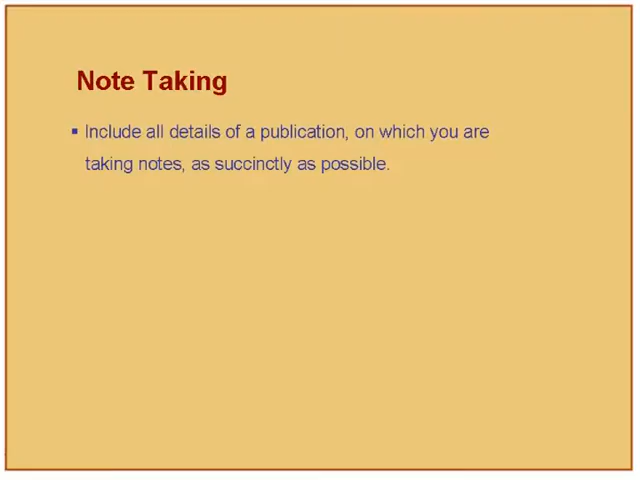 Note Taking
▪ Include all details of a publication, on which you are
taking notes, as succinctly as possible.